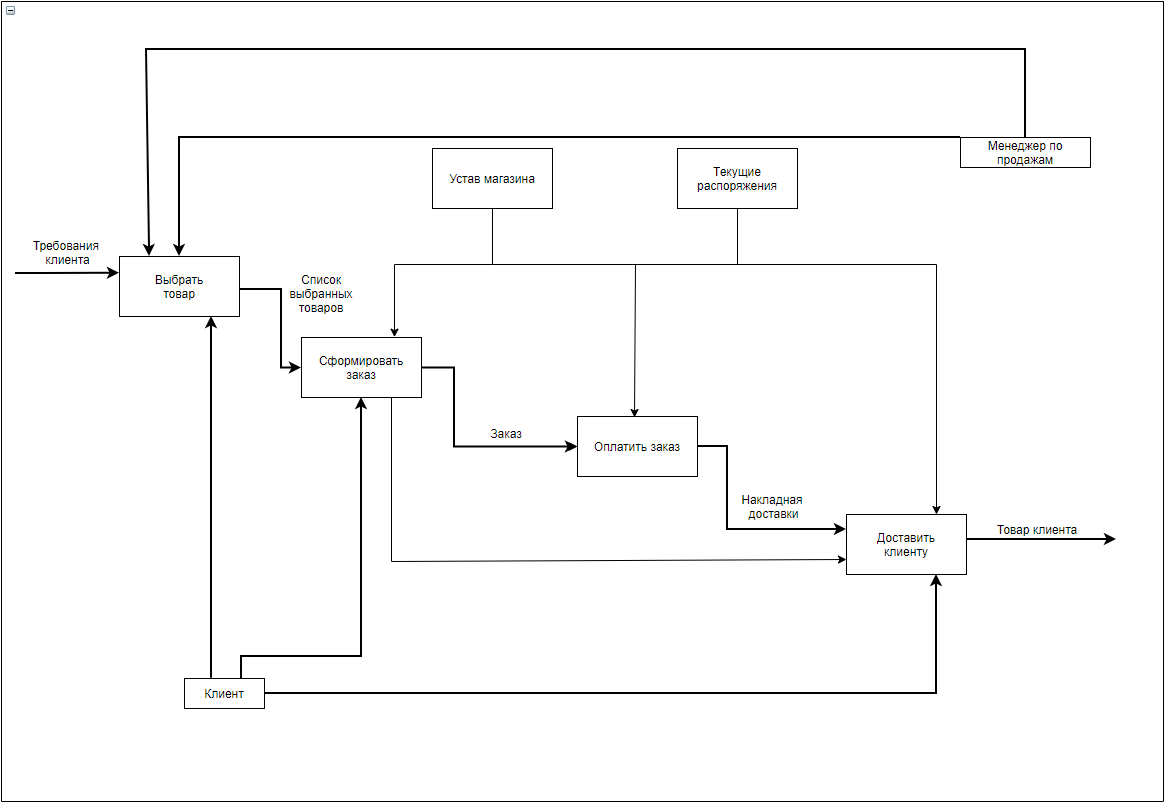 Менеджер по
продажам
Устав магазина
Текущие
распоряжения
Требования
клиента
Выбрать
товар
Список
выбранных
товаров
Сформировать
заказ
Заказ
Оплатить заказ
Накладная
доставки
Доставить
клиенту
Товар клиента
Клиент